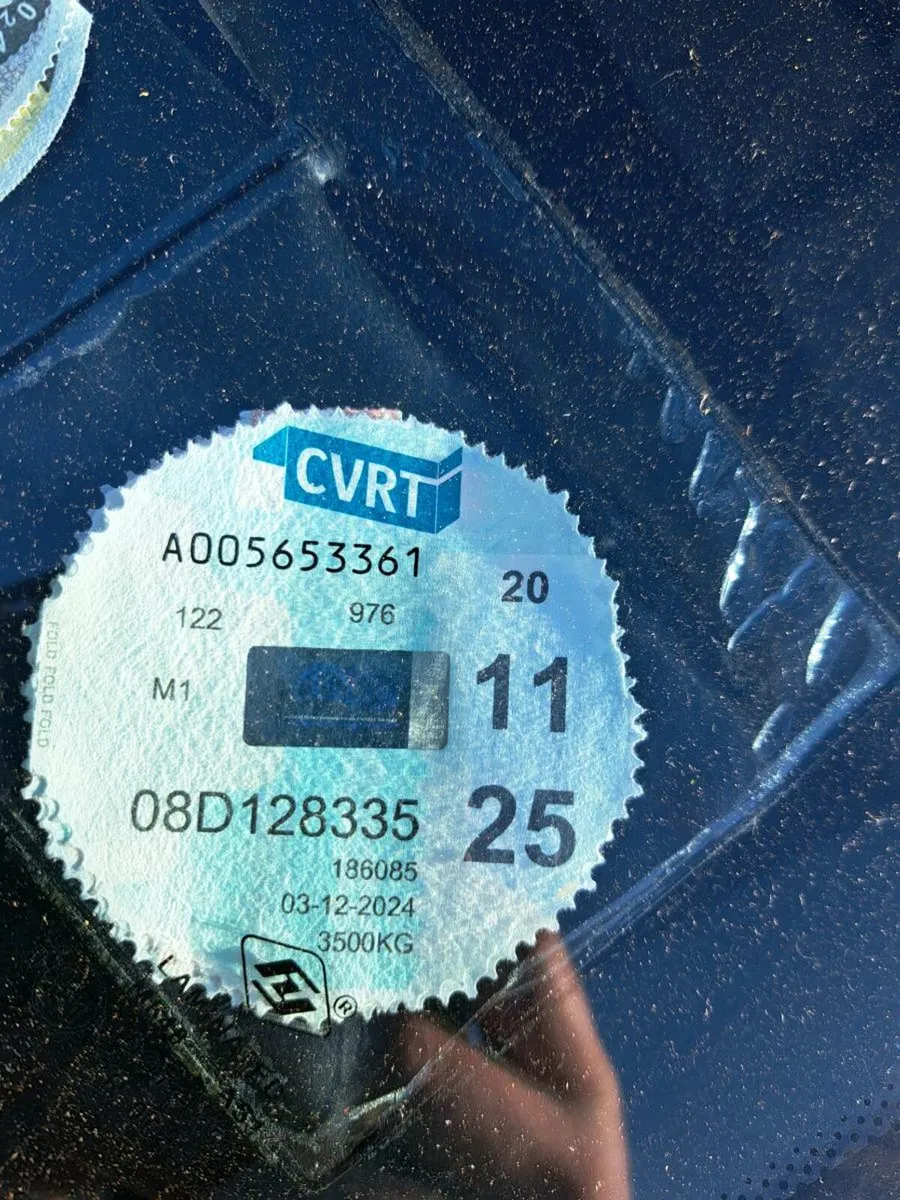 CVRT
A005653361
20
122 976
M1
11
08D128335
25
186085
03-12-2024
3500KG
FOLD FOLD FOLD
®